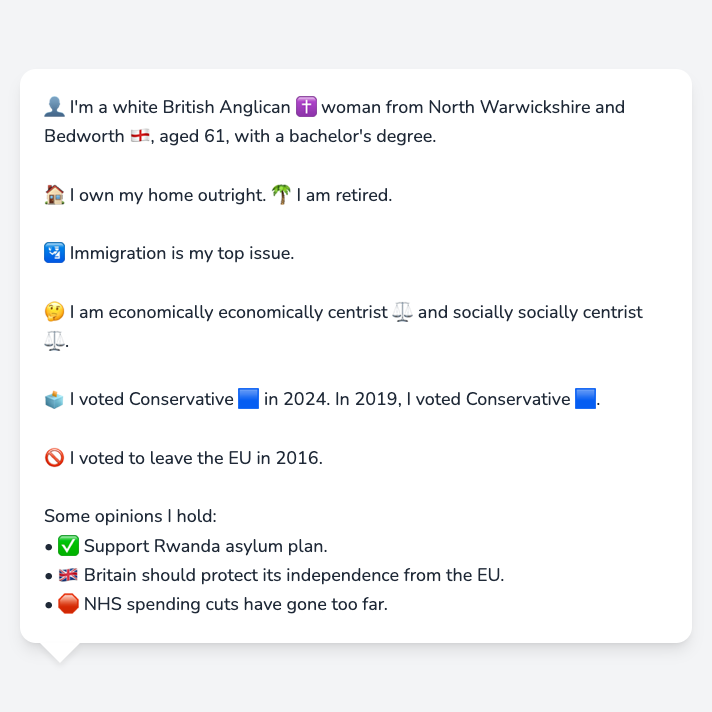 👤 I'm a white British Anglican ✝️ woman from North Warwickshire and
Bedworth 🏴󠁧󠁢󠁥󠁮󠁧󠁿, aged 61, with a bachelor's degree.
🏠 I own my home outright. 🌴 I am retired.
🛂 Immigration is my top issue.
🤔 I am economically economically centrist ⚖️ and socially socially centrist
⚖️.
🗳️ I voted Conservative 🟦 in 2024. In 2019, I voted Conservative 🟦.
🚫 I voted to leave the EU in 2016.
Some opinions I hold:
• ✅ Support Rwanda asylum plan.
• 🇬🇧 Britain should protect its independence from the EU.
• 🛑 NHS spending cuts have gone too far.